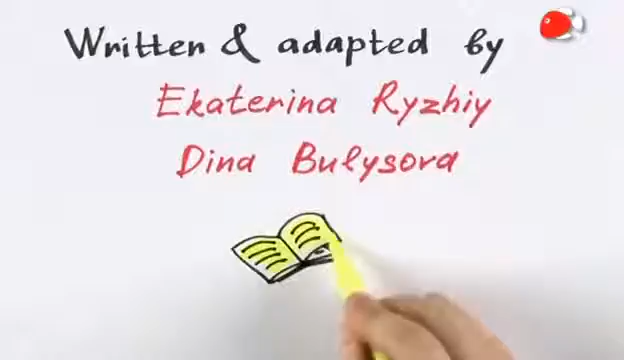 Written & adapted by
Ekaterina Ryzhiy
Dina Bulysova